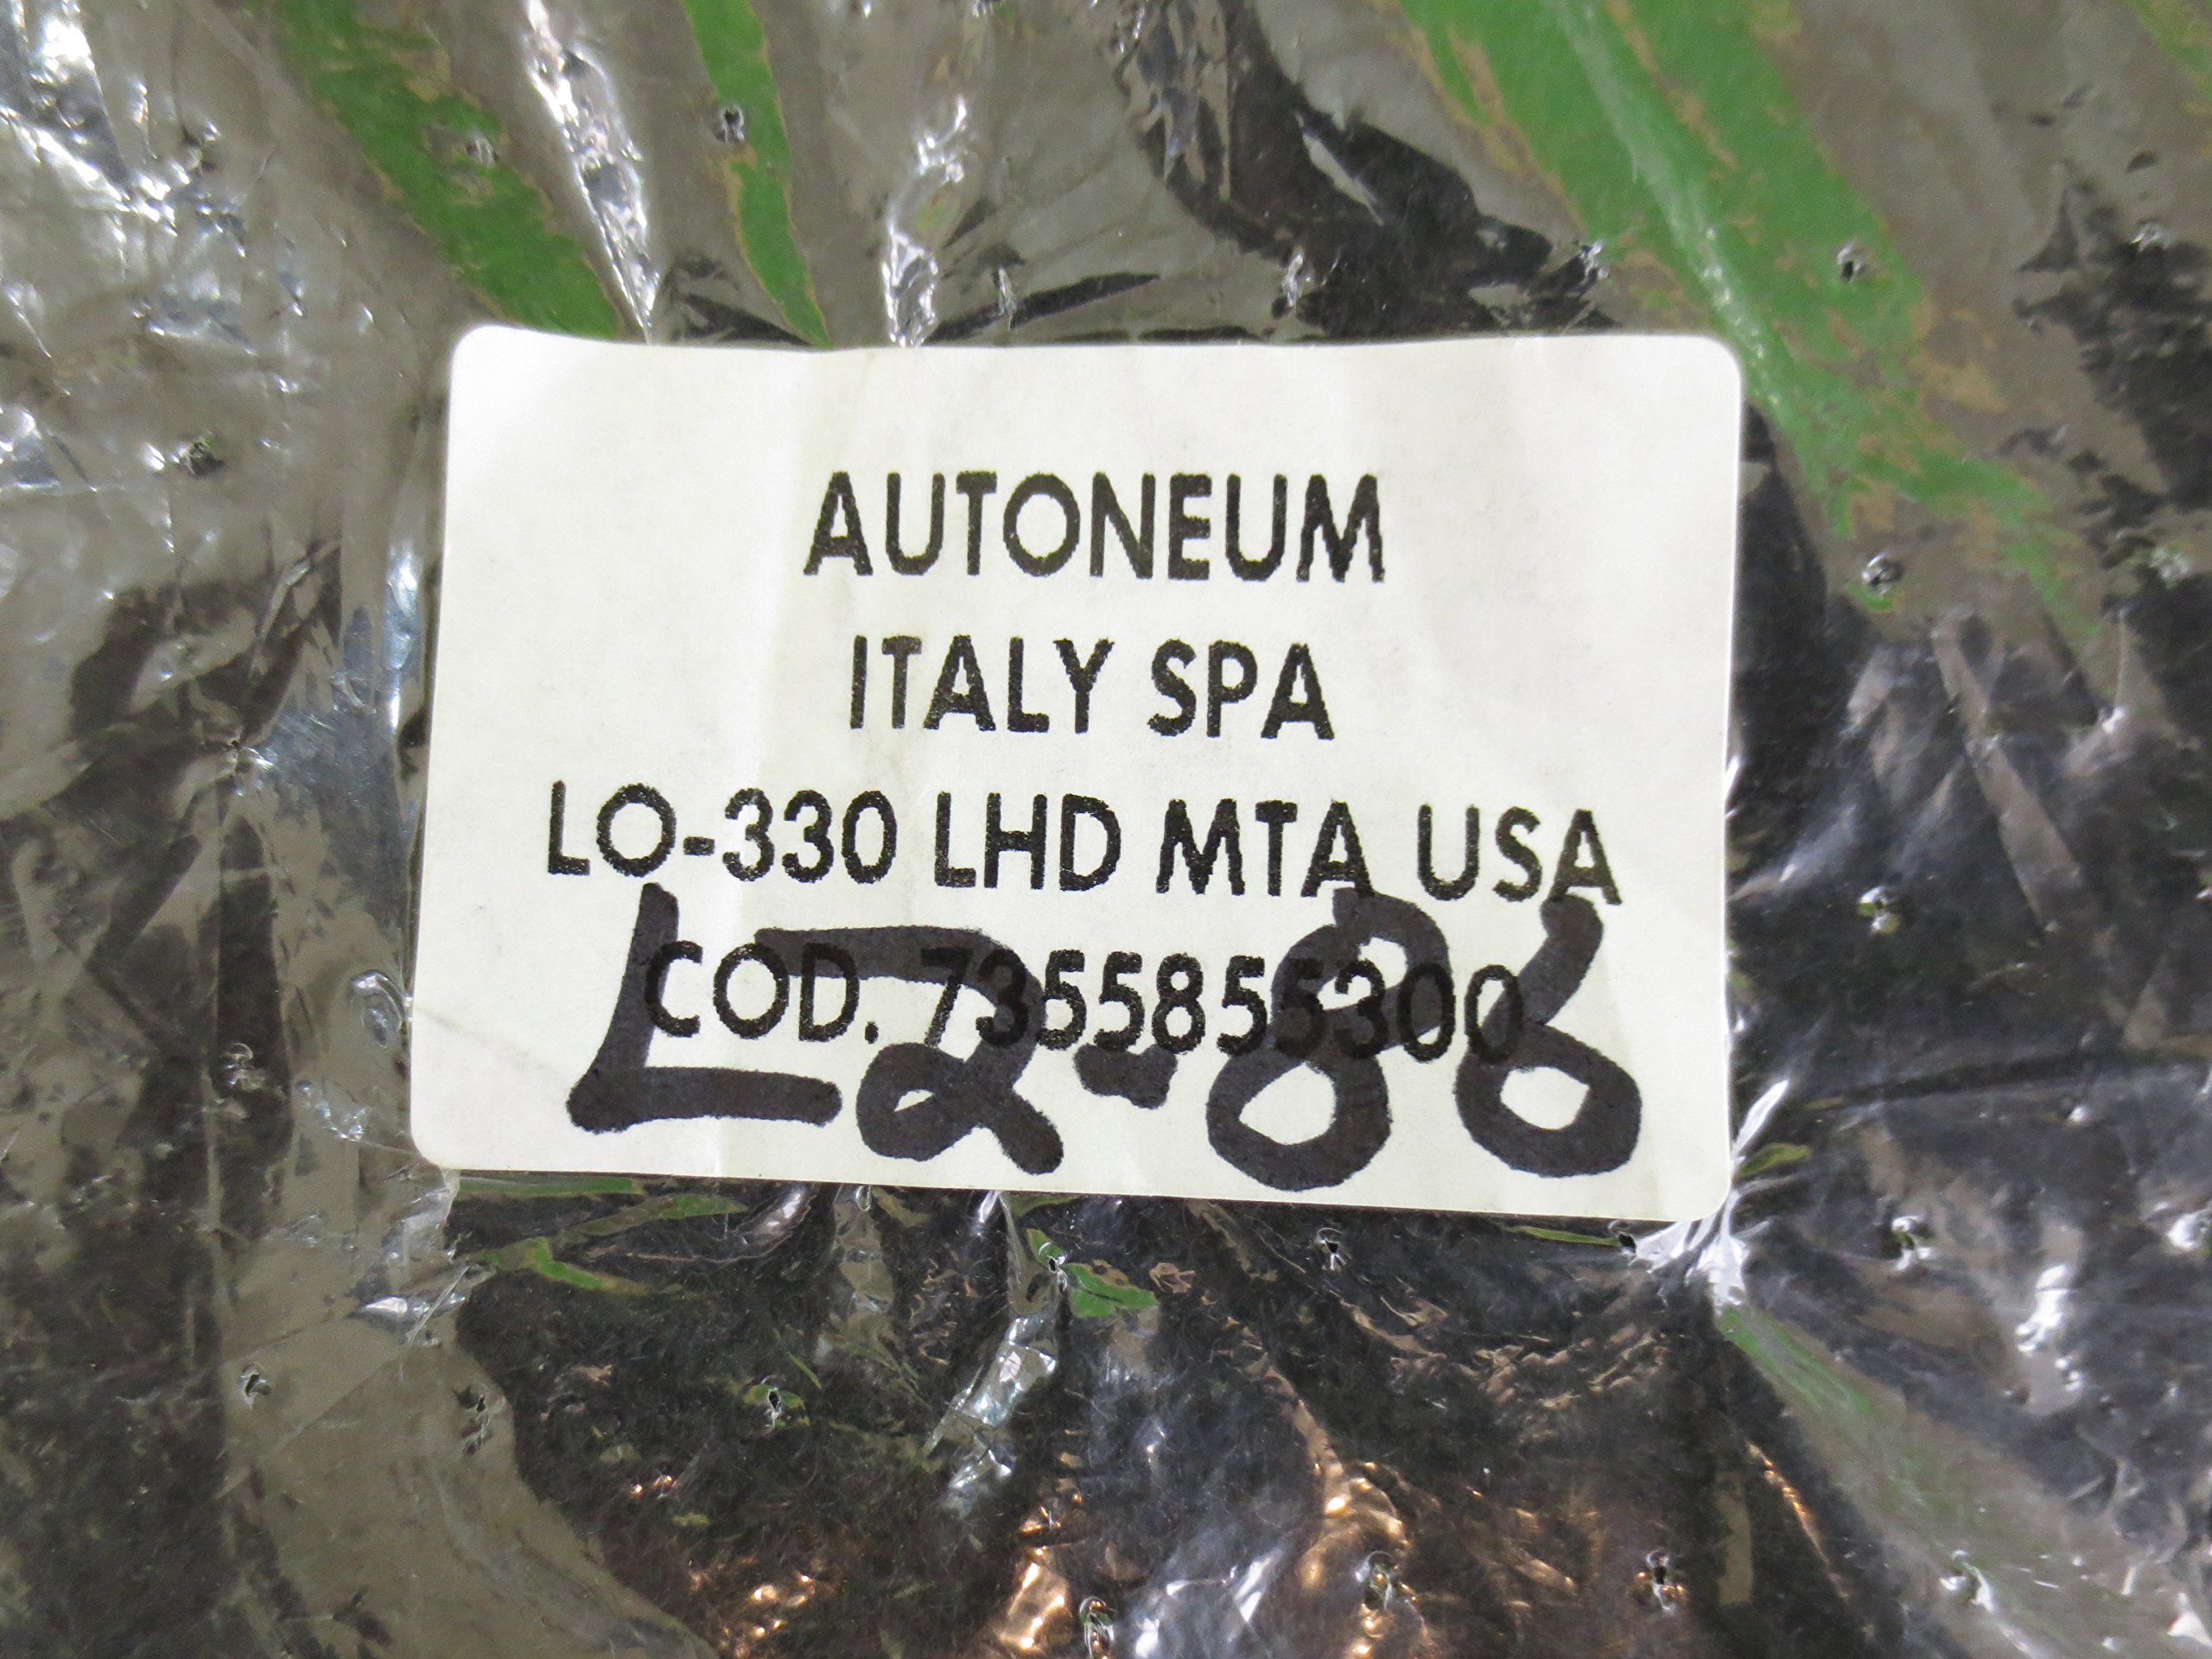 AUTONEUM
ITALY SPA
LO-330 LHD MTA USA
COD. 7355855300
L2-86